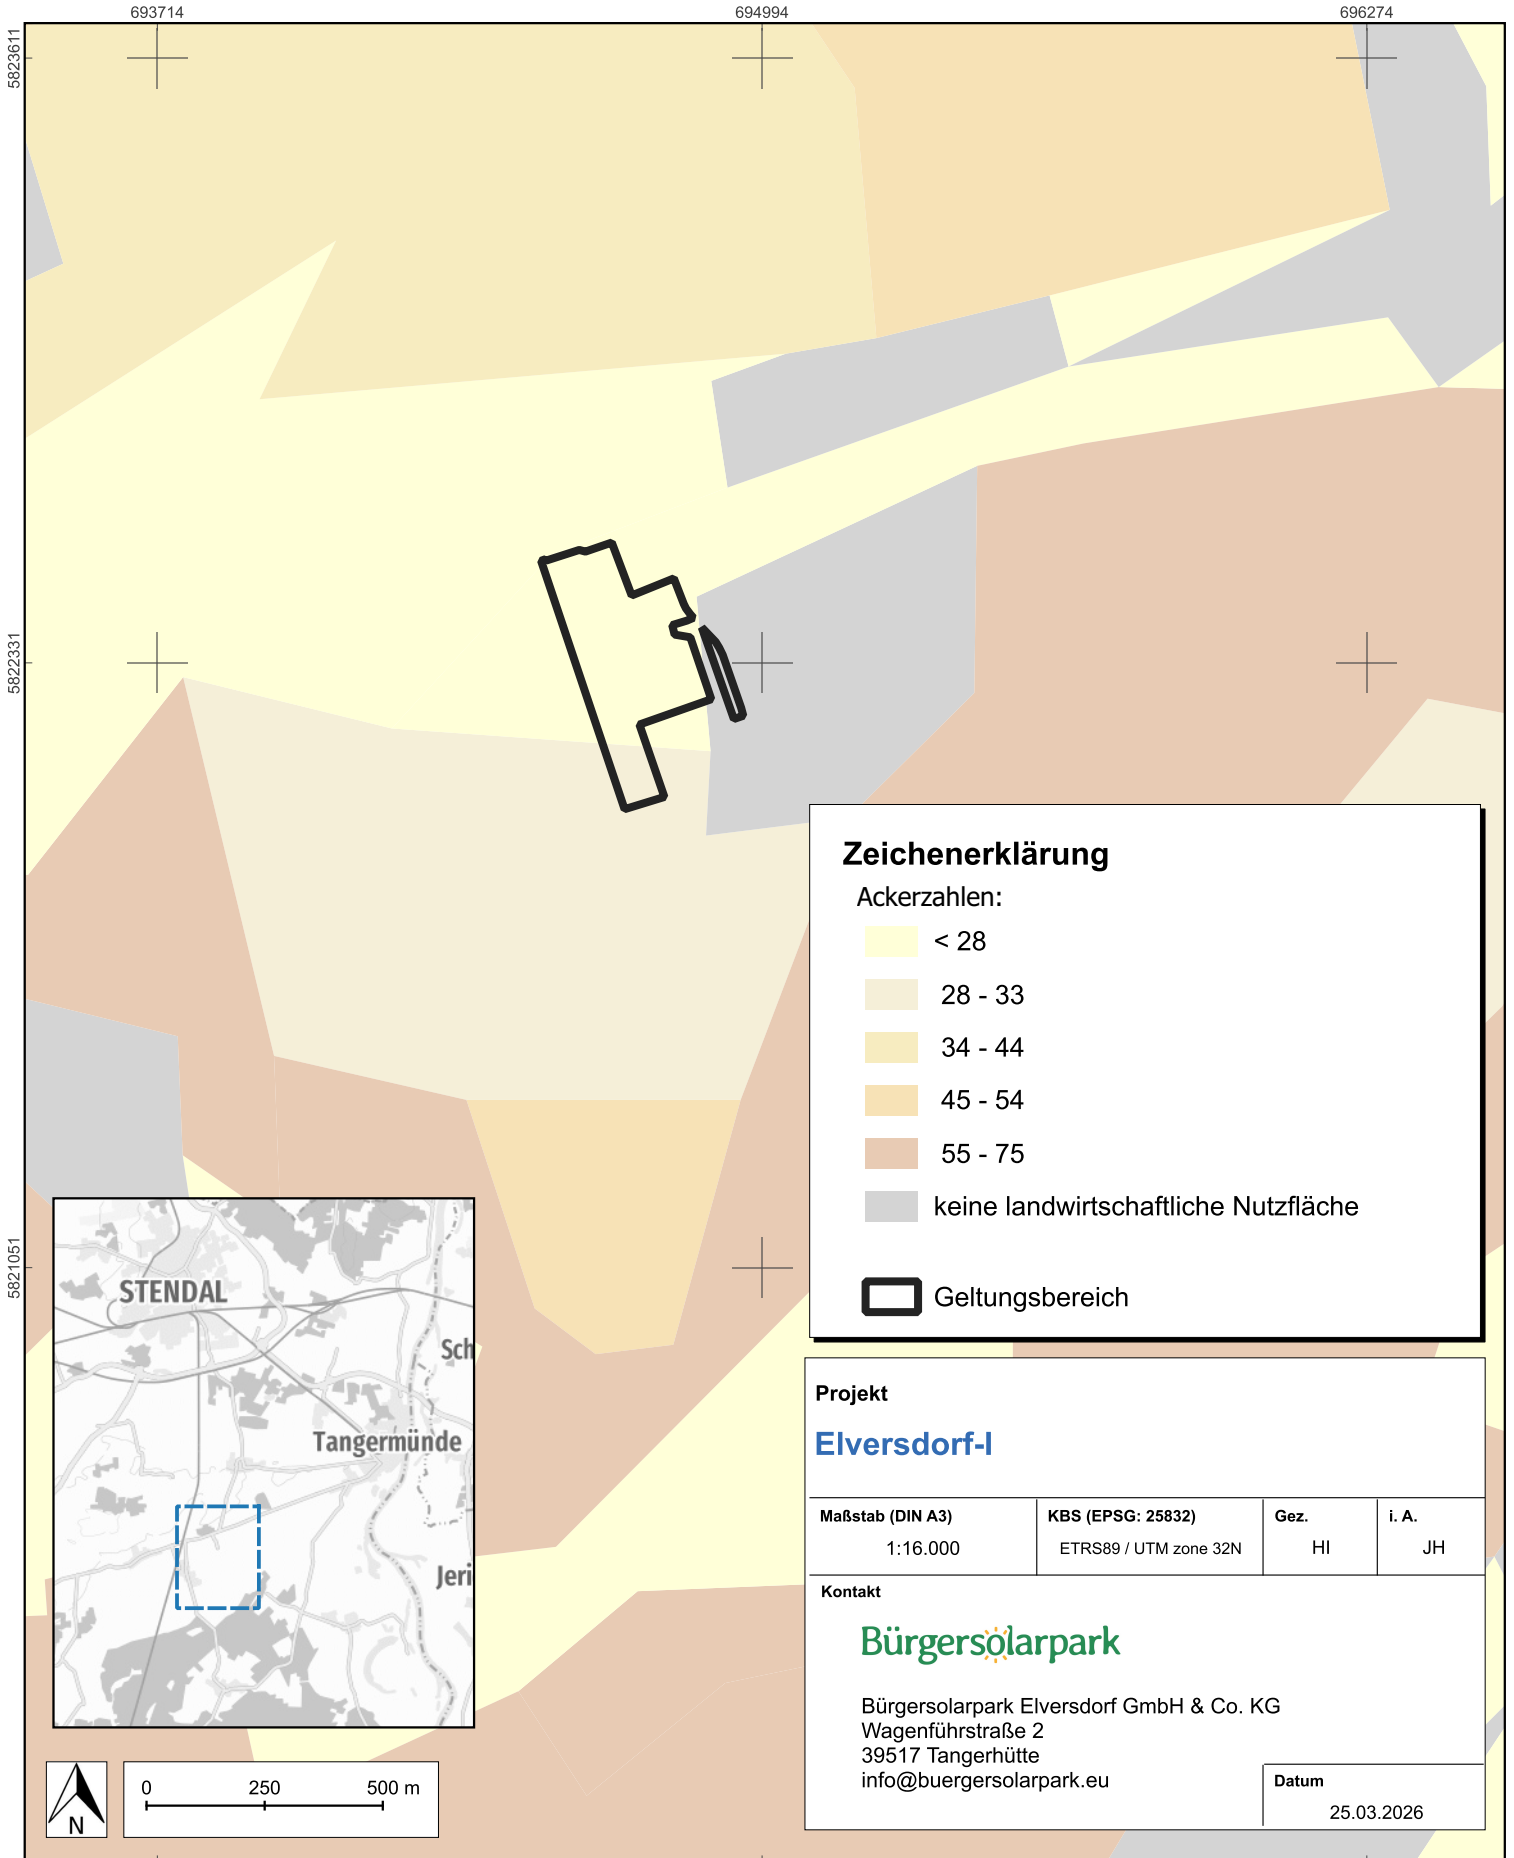 693714
694994
696274
5823611
5822331
5821051
Zeichenerklärung
Ackerzahlen:
< 28
28 - 33
34 - 44
45 - 54
55 - 75
keine landwirtschaftliche Nutzfläche
Geltungsbereich
STENDAL
Sch
Tangermünde
Jeri
Projekt
Elversdorf-I
Maßstab (DIN A3)
1:16.000
KBS (EPSG: 25832)
ETRS89 / UTM zone 32N
Gez.
HI
i. A.
JH
Kontakt
Bürgersolarpark
Bürgersolarpark Elversdorf GmbH & Co. KG
Wagenführstraße 2
39517 Tangerhütte
info@buergersolarpark.eu
Datum
25.03.2026
N
0 250 500 m